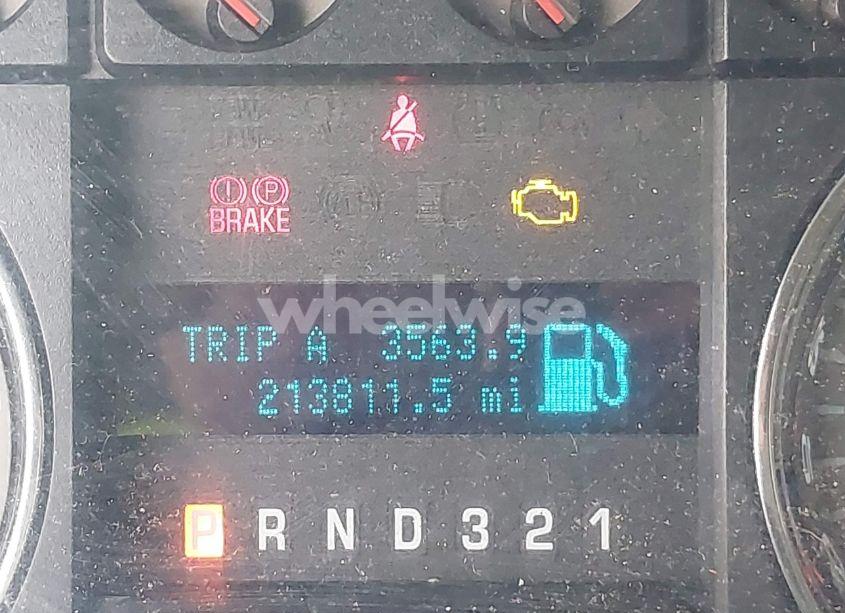 BRAKE
wheelwise
TRIP A 3563.9
213811.5 mi
P R N D 3 2 1